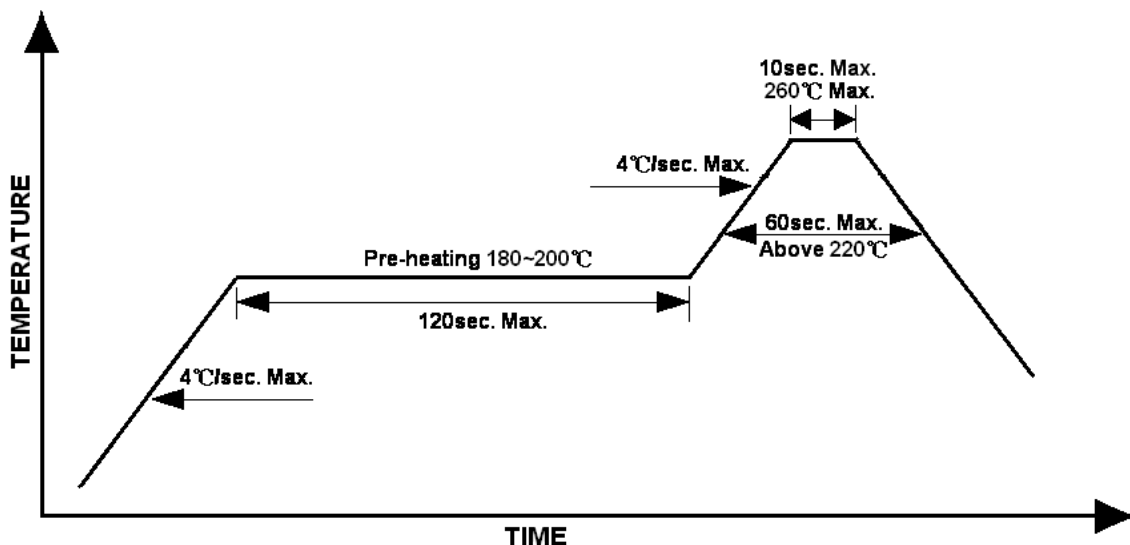 10sec. Max.
260℃ Max.
4℃/sec. Max.
60sec. Max.
Above 220℃
Pre-heating 180~200℃
120sec. Max.
4℃/sec. Max.
TEMPERATURE
TIME